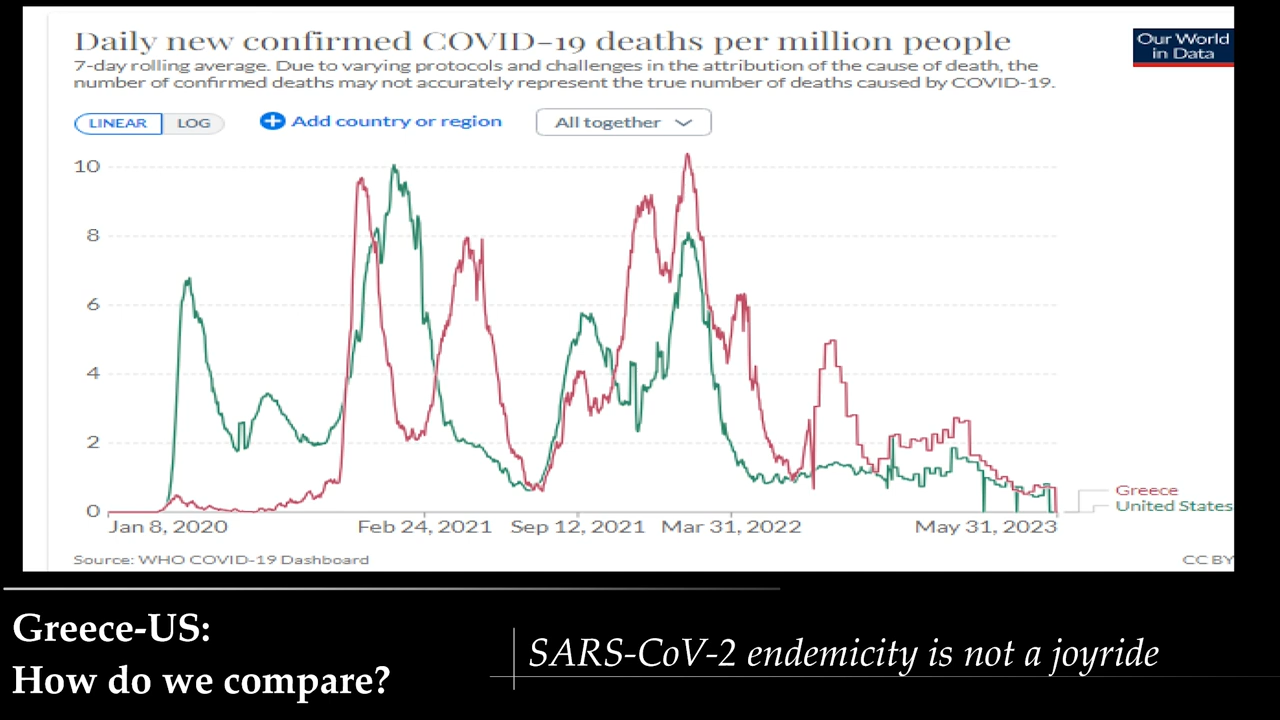 Daily new confirmed COVID-19 deaths per million people
Our World
in Data
7-day rolling average. Due to varying protocols and challenges in the attribution of the cause of death, the
number of confirmed deaths may not accurately represent the true number of deaths caused by COVID-19.
LINEAR LOG Add country or region All together
10
8
6
4
2
0
Greece
United States
Jan 8, 2020 Feb 24, 2021 Sep 12, 2021 Mar 31, 2022 May 31, 2023
Source: WHO COVID-19 Dashboard CC BY
Greece-US:
How do we compare?
SARS-CoV-2 endemicity is not a joyride